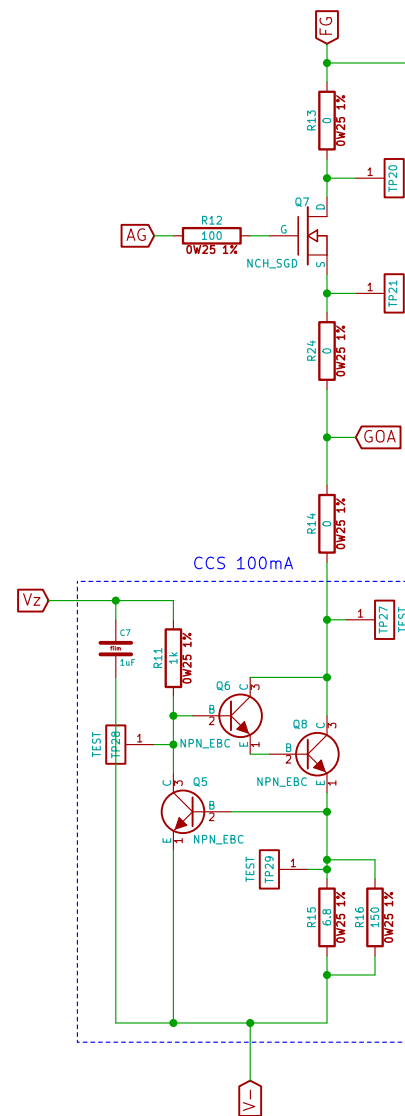 FG
R13
0
0W25 1%
1
TP20
Q7
D
G
S
NCH_SGD
AG
R12
100
0W25 1%
1
TP21
R24
0
0W25 1%
GOA
R14
0
0W25 1%
CCS 100mA
Vz
C7
film
1uF
R11
1k
0W25 1%
1
TP27
TEST
Q6
C
3
B
2
E
1
NPN_EBC
Q8
C
3
B
2
E
1
NPN_EBC
TEST
TP28
1
Q5
C
3
B
2
E
1
NPN_EBC
TEST
TP29
1
R15
6.8
0W25 1%
R16
150
0W25 1%
V-